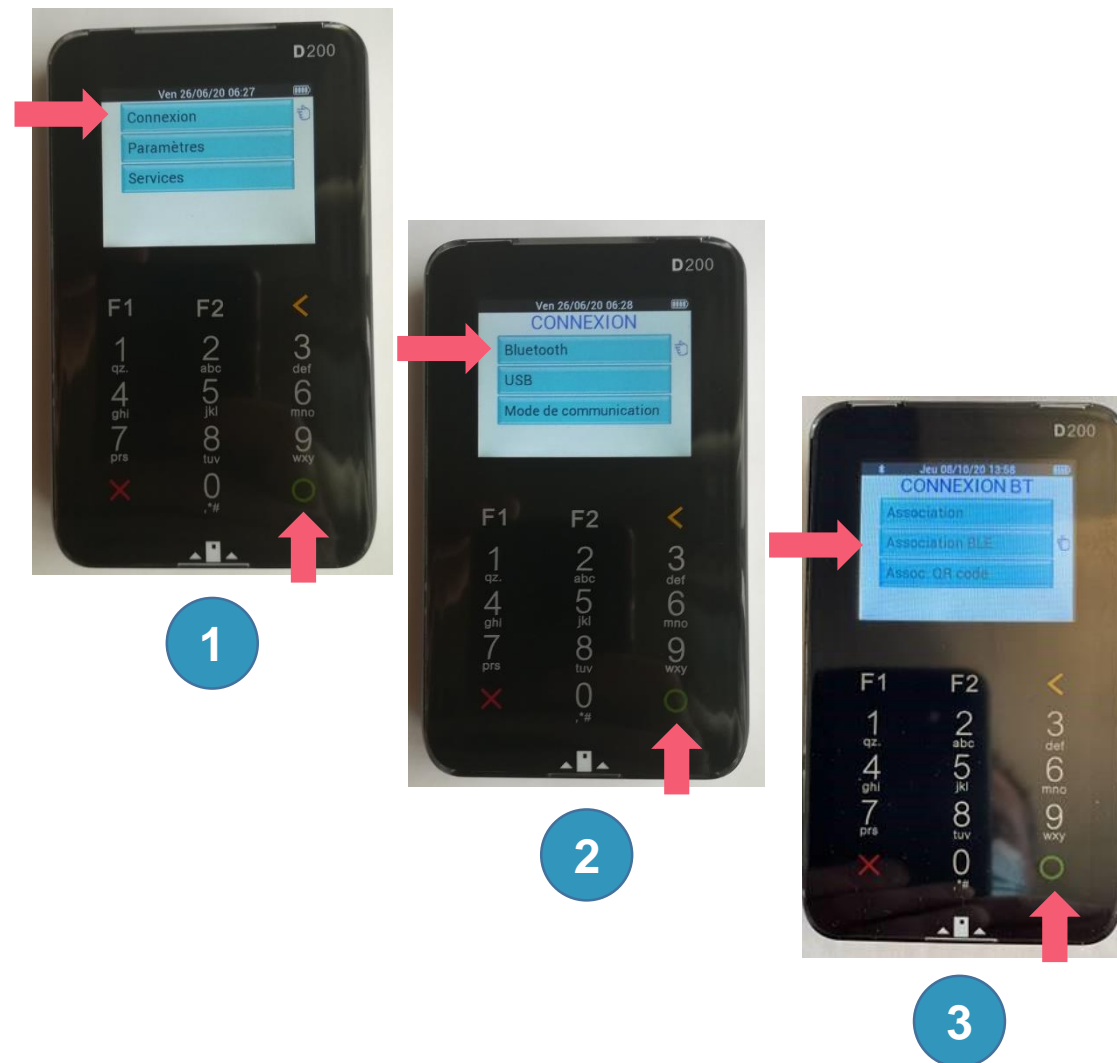 D200
Ven 26/06/20 06:27
Connexion
Paramètres
Services
F1 F2 <
1 2 3
qz. abc def
4 5 6
ghi jkl mno
7 8 9
prs tuv wxy
0
,*#
1
D200
Ven 26/06/20 06:28
CONNEXION
Bluetooth
USB
Mode de communication
F1 F2 <
1 2 3
qz. abc def
4 5 6
ghi jkl mno
7 8 9
prs tuv wxy
0
,*#
2
D200
Jeu 08/10/20 13:58
CONNEXION BT
Association
Association BLE
Assoc. QR code
F1 F2 <
1 2 3
qz. abc def
4 5 6
ghi jkl mno
7 8 9
prs tuv wxy
0
,*#
3